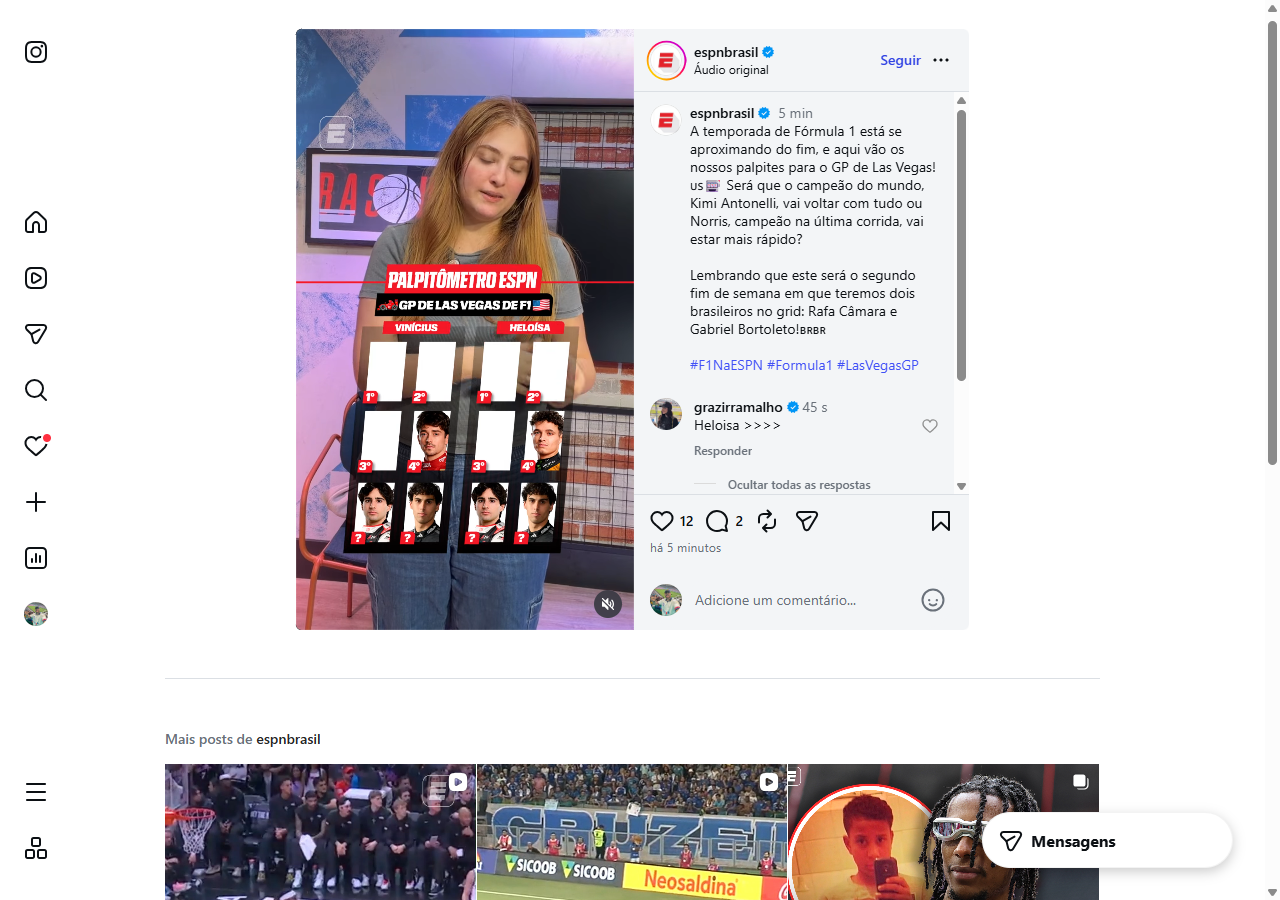 espnbrasil
Áudio original
Seguir
espnbrasil 5 min
A temporada de Fórmula 1 está se
aproximando do fim, e aqui vão os
nossos palpites para o GP de Las Vegas!
us Será que o campeão do mundo,
Kimi Antonelli, vai voltar com tudo ou
Norris, campeão na última corrida, vai
estar mais rápido?
Lembrando que este será o segundo
fim de semana em que teremos dois
brasileiros no grid: Rafa Câmara e
Gabriel Bortoleto!ʙʀʙʀ
#F1NaESPN #Formula1 #LasVegasGP
grazirramalho 45 s
Heloisa >>>>
Responder
Ocultar todas as respostas
12 2
há 5 minutos
Adicione um comentário...
BAS
PALPITÔMETRO ESPN
GP DE LAS VEGAS DE F1
VINÍCIUS HELOÍSA
1º 2º 1º 2º
3º 4º 3º 4º
? ? ? ?
Mais posts de espnbrasil
CRUZEI
SICOOB SICOOB
Neosaldina
Mensagens